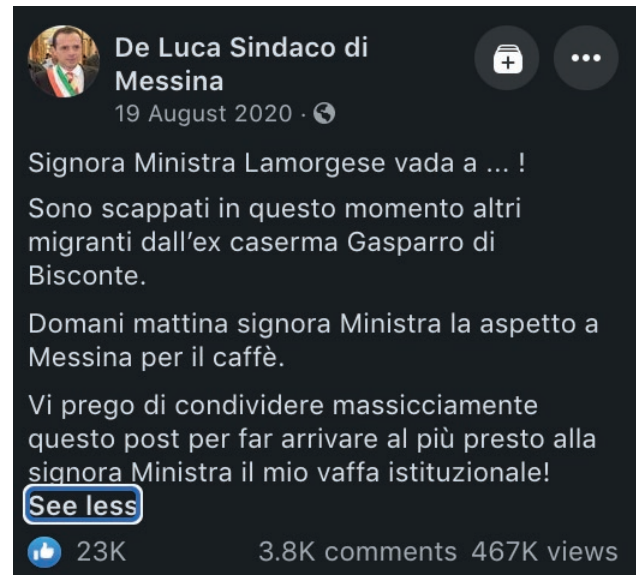 De Luca Sindaco di
Messina
19 August 2020 ·
Signora Ministra Lamorgese vada a ... !
Sono scappati in questo momento altri
migranti dall'ex caserma Gasparro di
Bisconte.
Domani mattina signora Ministra la aspetto a
Messina per il caffè.
Vi prego di condividere massicciamente
questo post per far arrivare al più presto alla
signora Ministra il mio vaffa istituzionale!
See less
23K 3.8K comments 467K views